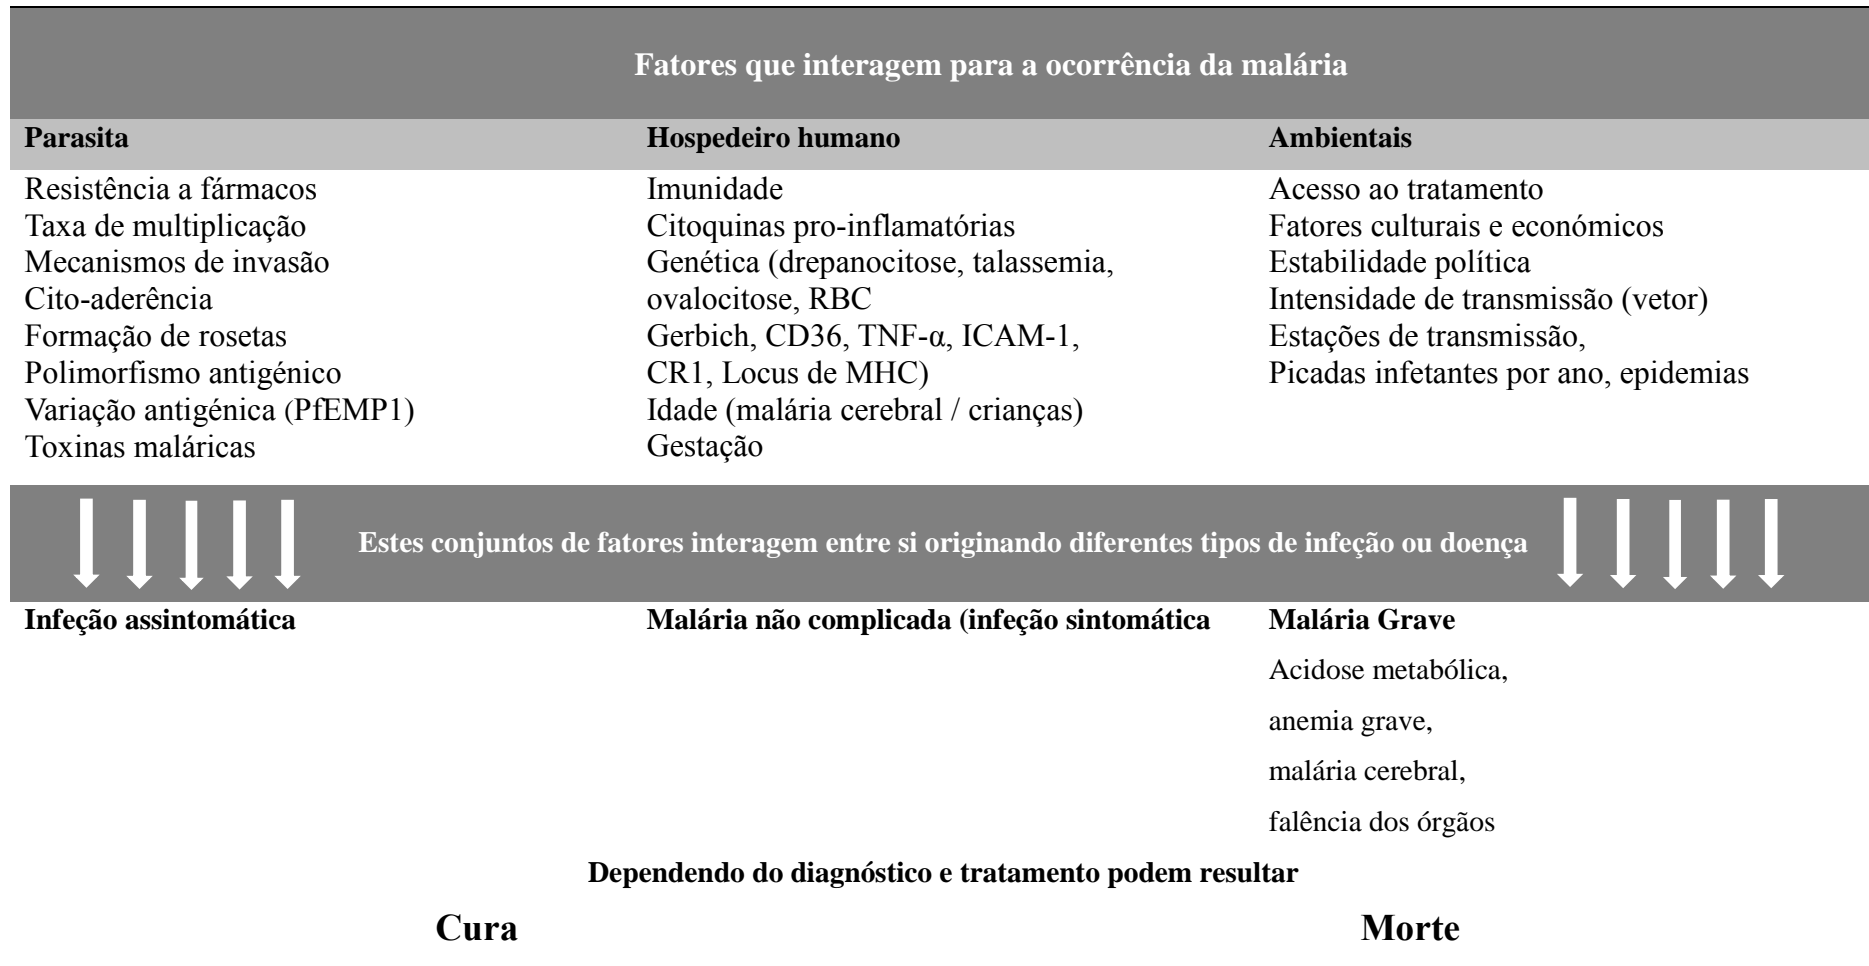 Fatores que interagem para a ocorrência da malária
Parasita
Hospedeiro humano
Ambientais
Resistência a fármacos
Taxa de multiplicação
Mecanismos de invasão
Cito-aderência
Formação de rosetas
Polimorfismo antigénico
Variação antigénica (PfEMP1)
Toxinas maláricas
Imunidade
Citoquinas pro-inflamatórias
Genética (drepanocitose, talassemia,
ovalocitose, RBC
Gerbich, CD36, TNF-α, ICAM-1,
CR1, Locus de MHC)
Idade (malária cerebral / crianças)
Gestação
Acesso ao tratamento
Fatores culturais e económicos
Estabilidade política
Intensidade de transmissão (vetor)
Estações de transmissão,
Picadas infetantes por ano, epidemias
Estes conjuntos de fatores interagem entre si originando diferentes tipos de infeção ou doença
Infeção assintomática
Malária não complicada (infeção sintomática
Malária Grave
Acidose metabólica,
anemia grave,
malária cerebral,
falência dos órgãos
Dependendo do diagnóstico e tratamento podem resultar
Cura
Morte